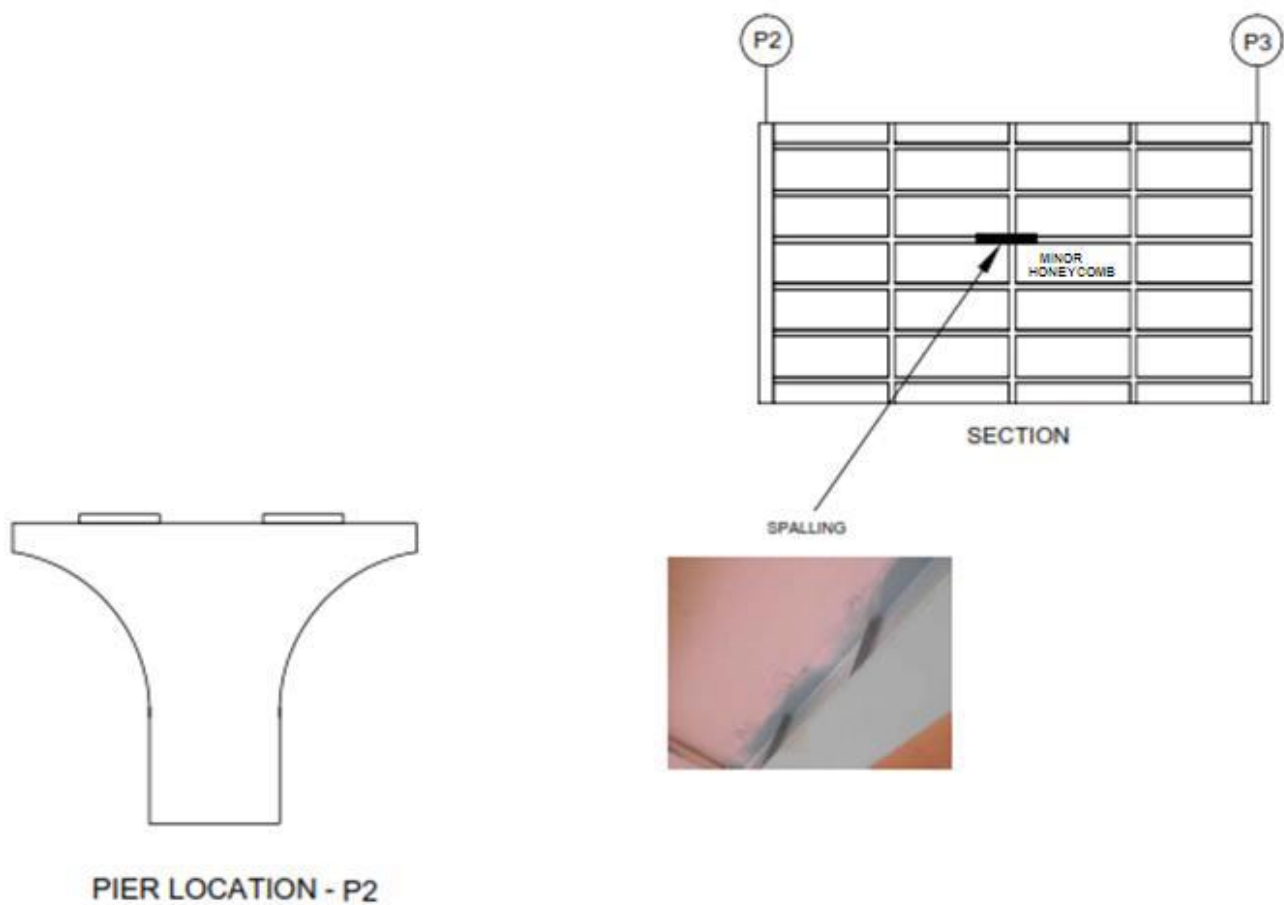 P2
P3
MINOR
HONEYCOMB
SECTION
SPALLING
PIER LOCATION - P2